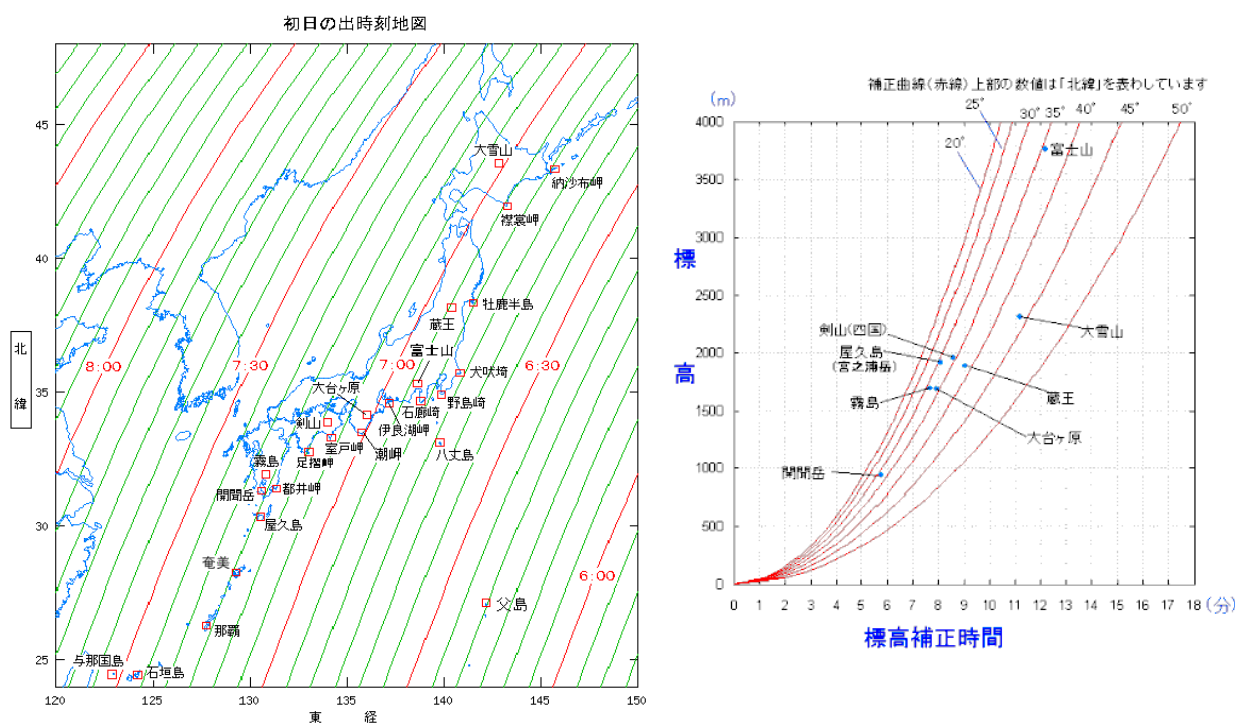 初日の出時刻地図
45
40
35
30
25
120
125
130
135
140
145
150
北緯
東 経
8:00
7:30
7:00
6:30
6:00
大雪山
納沙布岬
襟裳岬
牡鹿半島
蔵王
富士山
犬吠埼
大台ヶ原
石廊崎
野島崎
剣山
伊良湖岬
室戸岬
潮岬
八丈島
霧島
足摺岬
開聞岳
都井岬
屋久島
奄美
父島
那覇
与那国島
石垣島
補正曲線(赤線)上部の数値は「北緯」を表わしています
(m)
25°
30°
35°
40°
45°
50°
20°
4000
3500
3000
2500
2000
1500
1000
500
0
標高
富士山
大雪山
剣山(四国)
屋久島
(宮之浦岳)
蔵王
霧島
大台ヶ原
開聞岳
0 1 2 3 4 5 6 7 8 9 10 11 12 13 14 15 16 17 18 (分)
標高補正時間